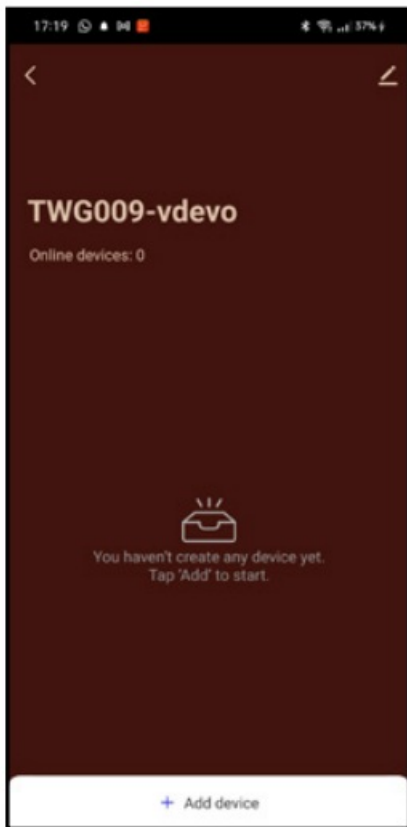 17:19
37%
TWG009-vdevo
Online devices: 0
You haven't create any device yet.
Tap 'Add' to start.
+ Add device